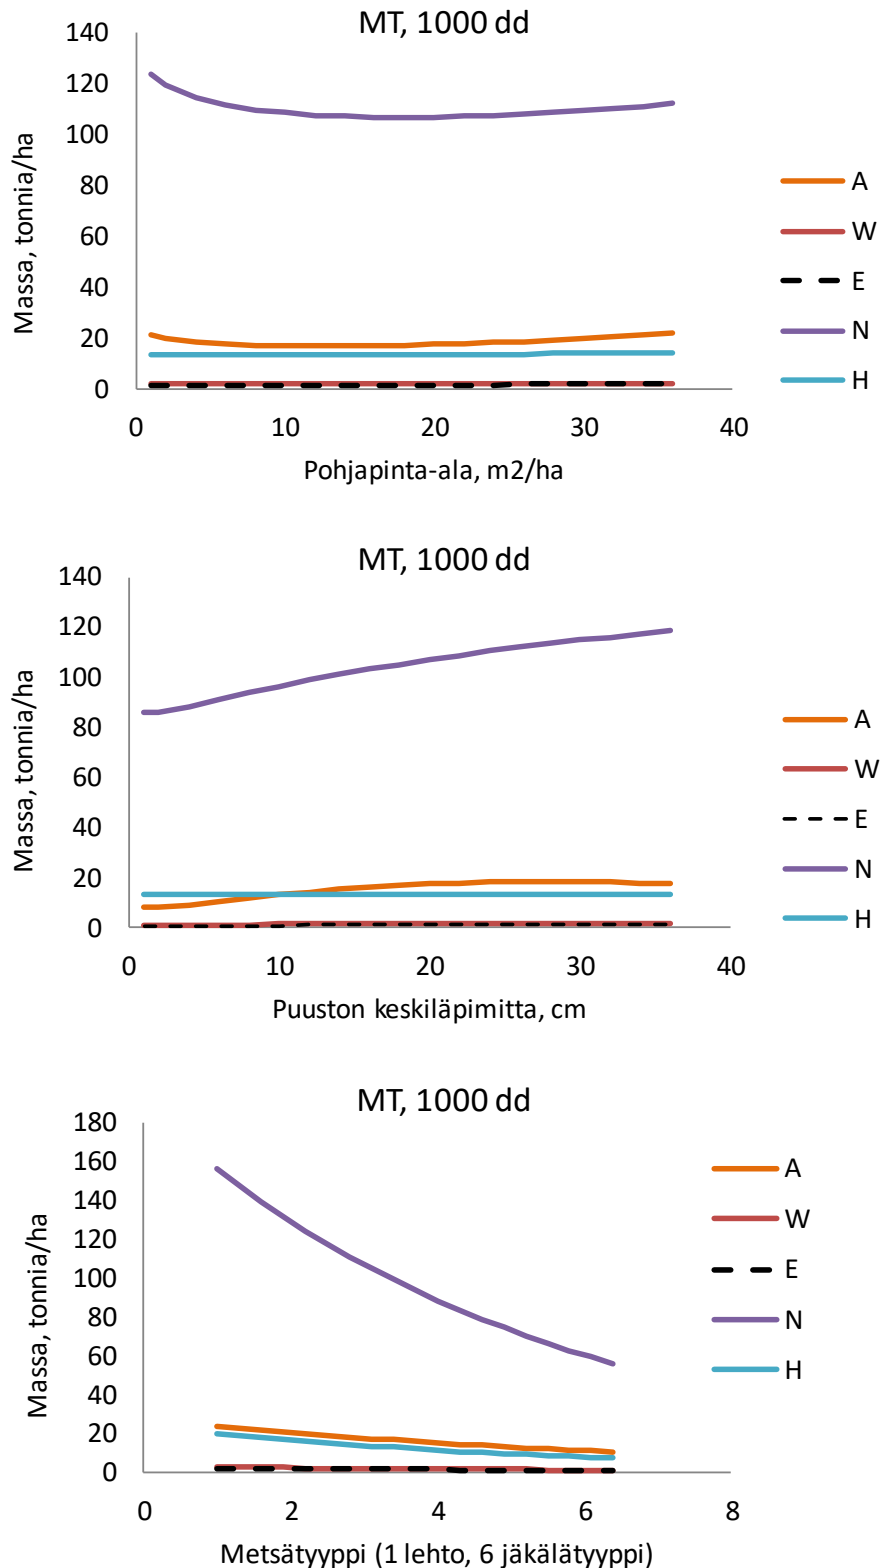 MT, 1000 dd
140
120
100
80
60
40
20
0
Massa, tonnia/ha
0 10 20 30 40
Pohjapinta-ala, m2/ha
A
W
E
N
H
MT, 1000 dd
140
120
100
80
60
40
20
0
Massa, tonnia/ha
0 10 20 30 40
Puuston keskiläpimitta, cm
A
W
E
N
H
MT, 1000 dd
180
160
140
120
100
80
60
40
20
0
Massa, tonnia/ha
0 2 4 6 8
Metsätyyppi (1 lehto, 6 jäkälätyyppi)
A
W
E
N
H